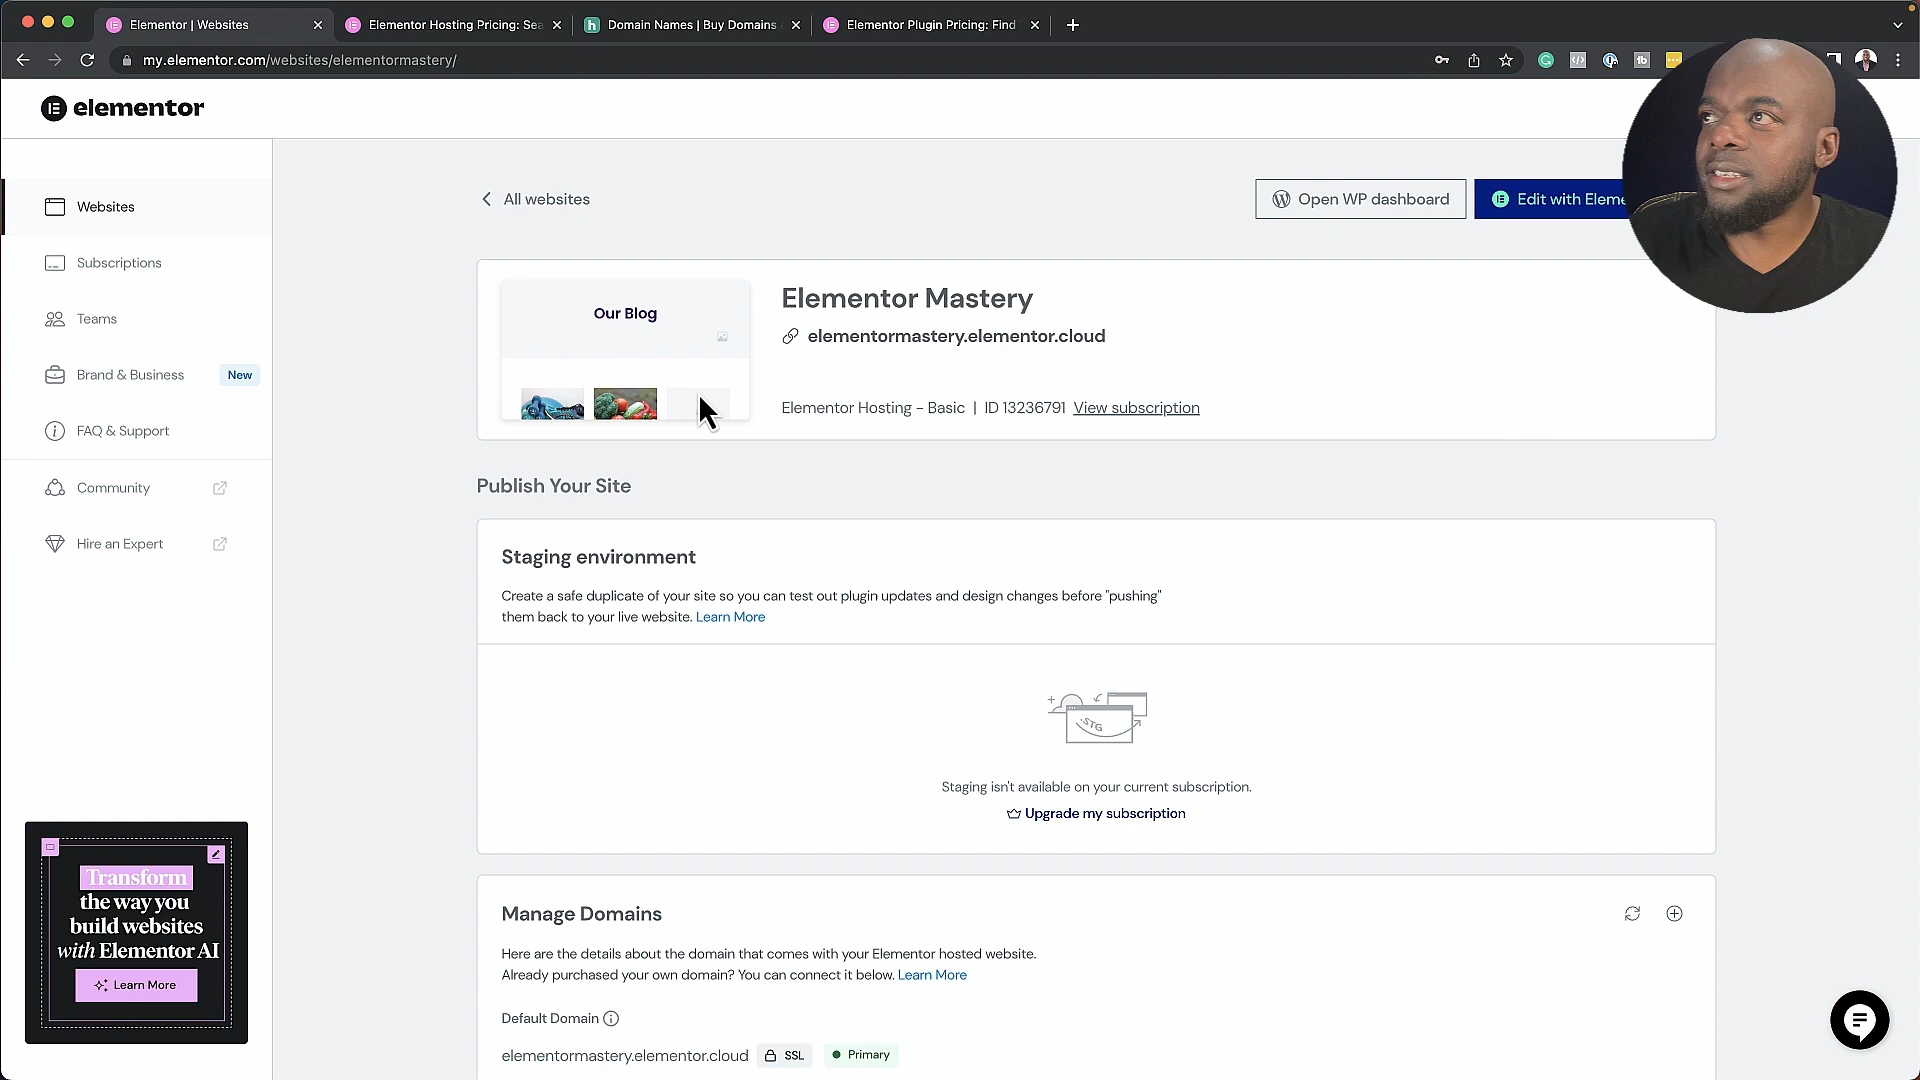 Elementor | Websites
Elementor Hosting Pricing: Sea
Domain Names | Buy Domains
Elementor Plugin Pricing: Find
my.elementor.com/websites/elementormastery/
elementor
Websites
Subscriptions
Teams
Brand & Business New
FAQ & Support
Community
Hire an Expert
Transform
the way you
build websites
with Elementor AI
Learn More
All websites
Open WP dashboard
Edit with Eleme
Our Blog
Elementor Mastery
elementormastery.elementor.cloud
Elementor Hosting - Basic | ID 13236791 View subscription
Publish Your Site
Staging environment
Create a safe duplicate of your site so you can test out plugin updates and design changes before "pushing"
them back to your live website. Learn More
.STG
Staging isn't available on your current subscription.
Upgrade my subscription
Manage Domains
Here are the details about the domain that comes with your Elementor hosted website.
Already purchased your own domain? You can connect it below. Learn More
Default Domain
elementormastery.elementor.cloud SSL Primary